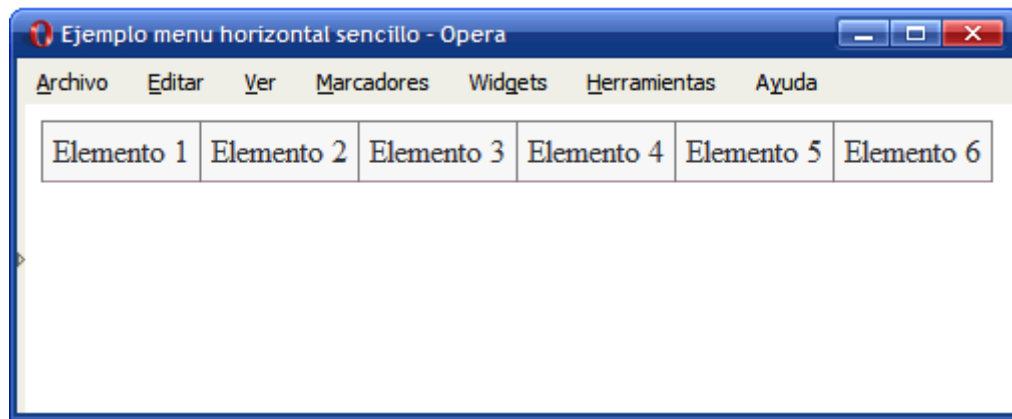 Ejemplo menu horizontal sencillo - Opera
Archivo Editar Ver Marcadores Widgets Herramientas Ayuda
Elemento 1 Elemento 2 Elemento 3 Elemento 4 Elemento 5 Elemento 6